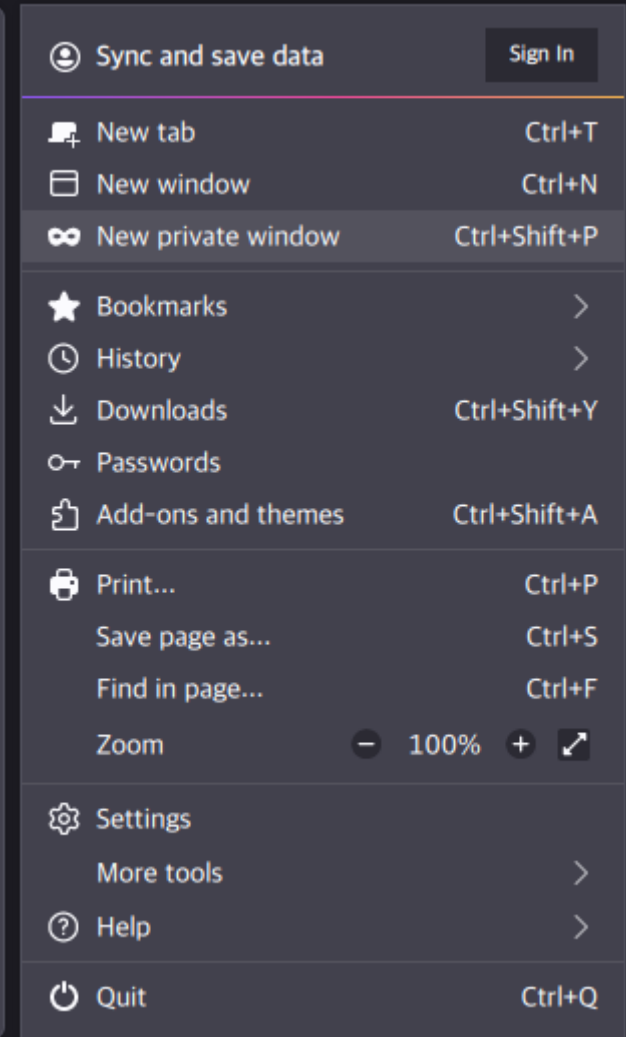 Sync and save data Sign In
New tab Ctrl+T
New window Ctrl+N
New private window Ctrl+Shift+P
Bookmarks
History
Downloads Ctrl+Shift+Y
Passwords
Add-ons and themes Ctrl+Shift+A
Print... Ctrl+P
Save page as... Ctrl+S
Find in page... Ctrl+F
Zoom 100%
Settings
More tools
Help
Quit Ctrl+Q